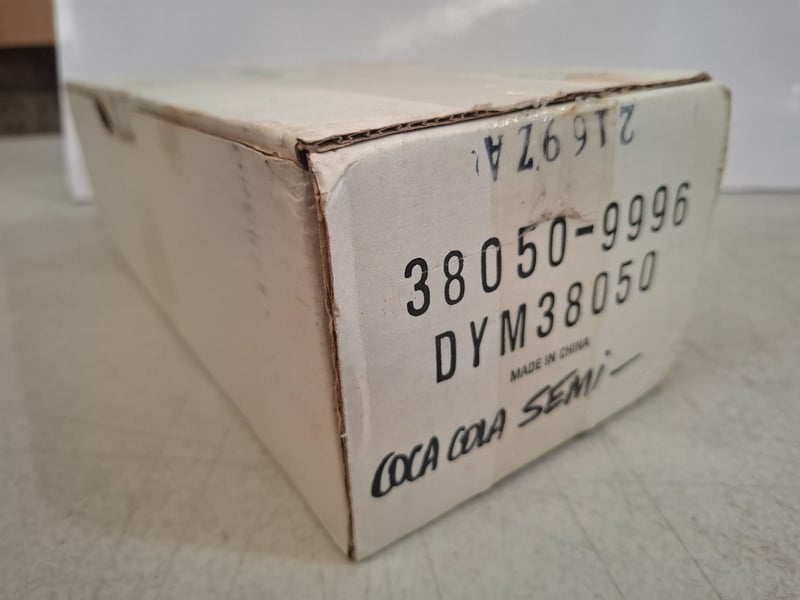 2169ZA
38050-9996
DYM38050
MADE IN CHINA
COCA COLA SEMI-